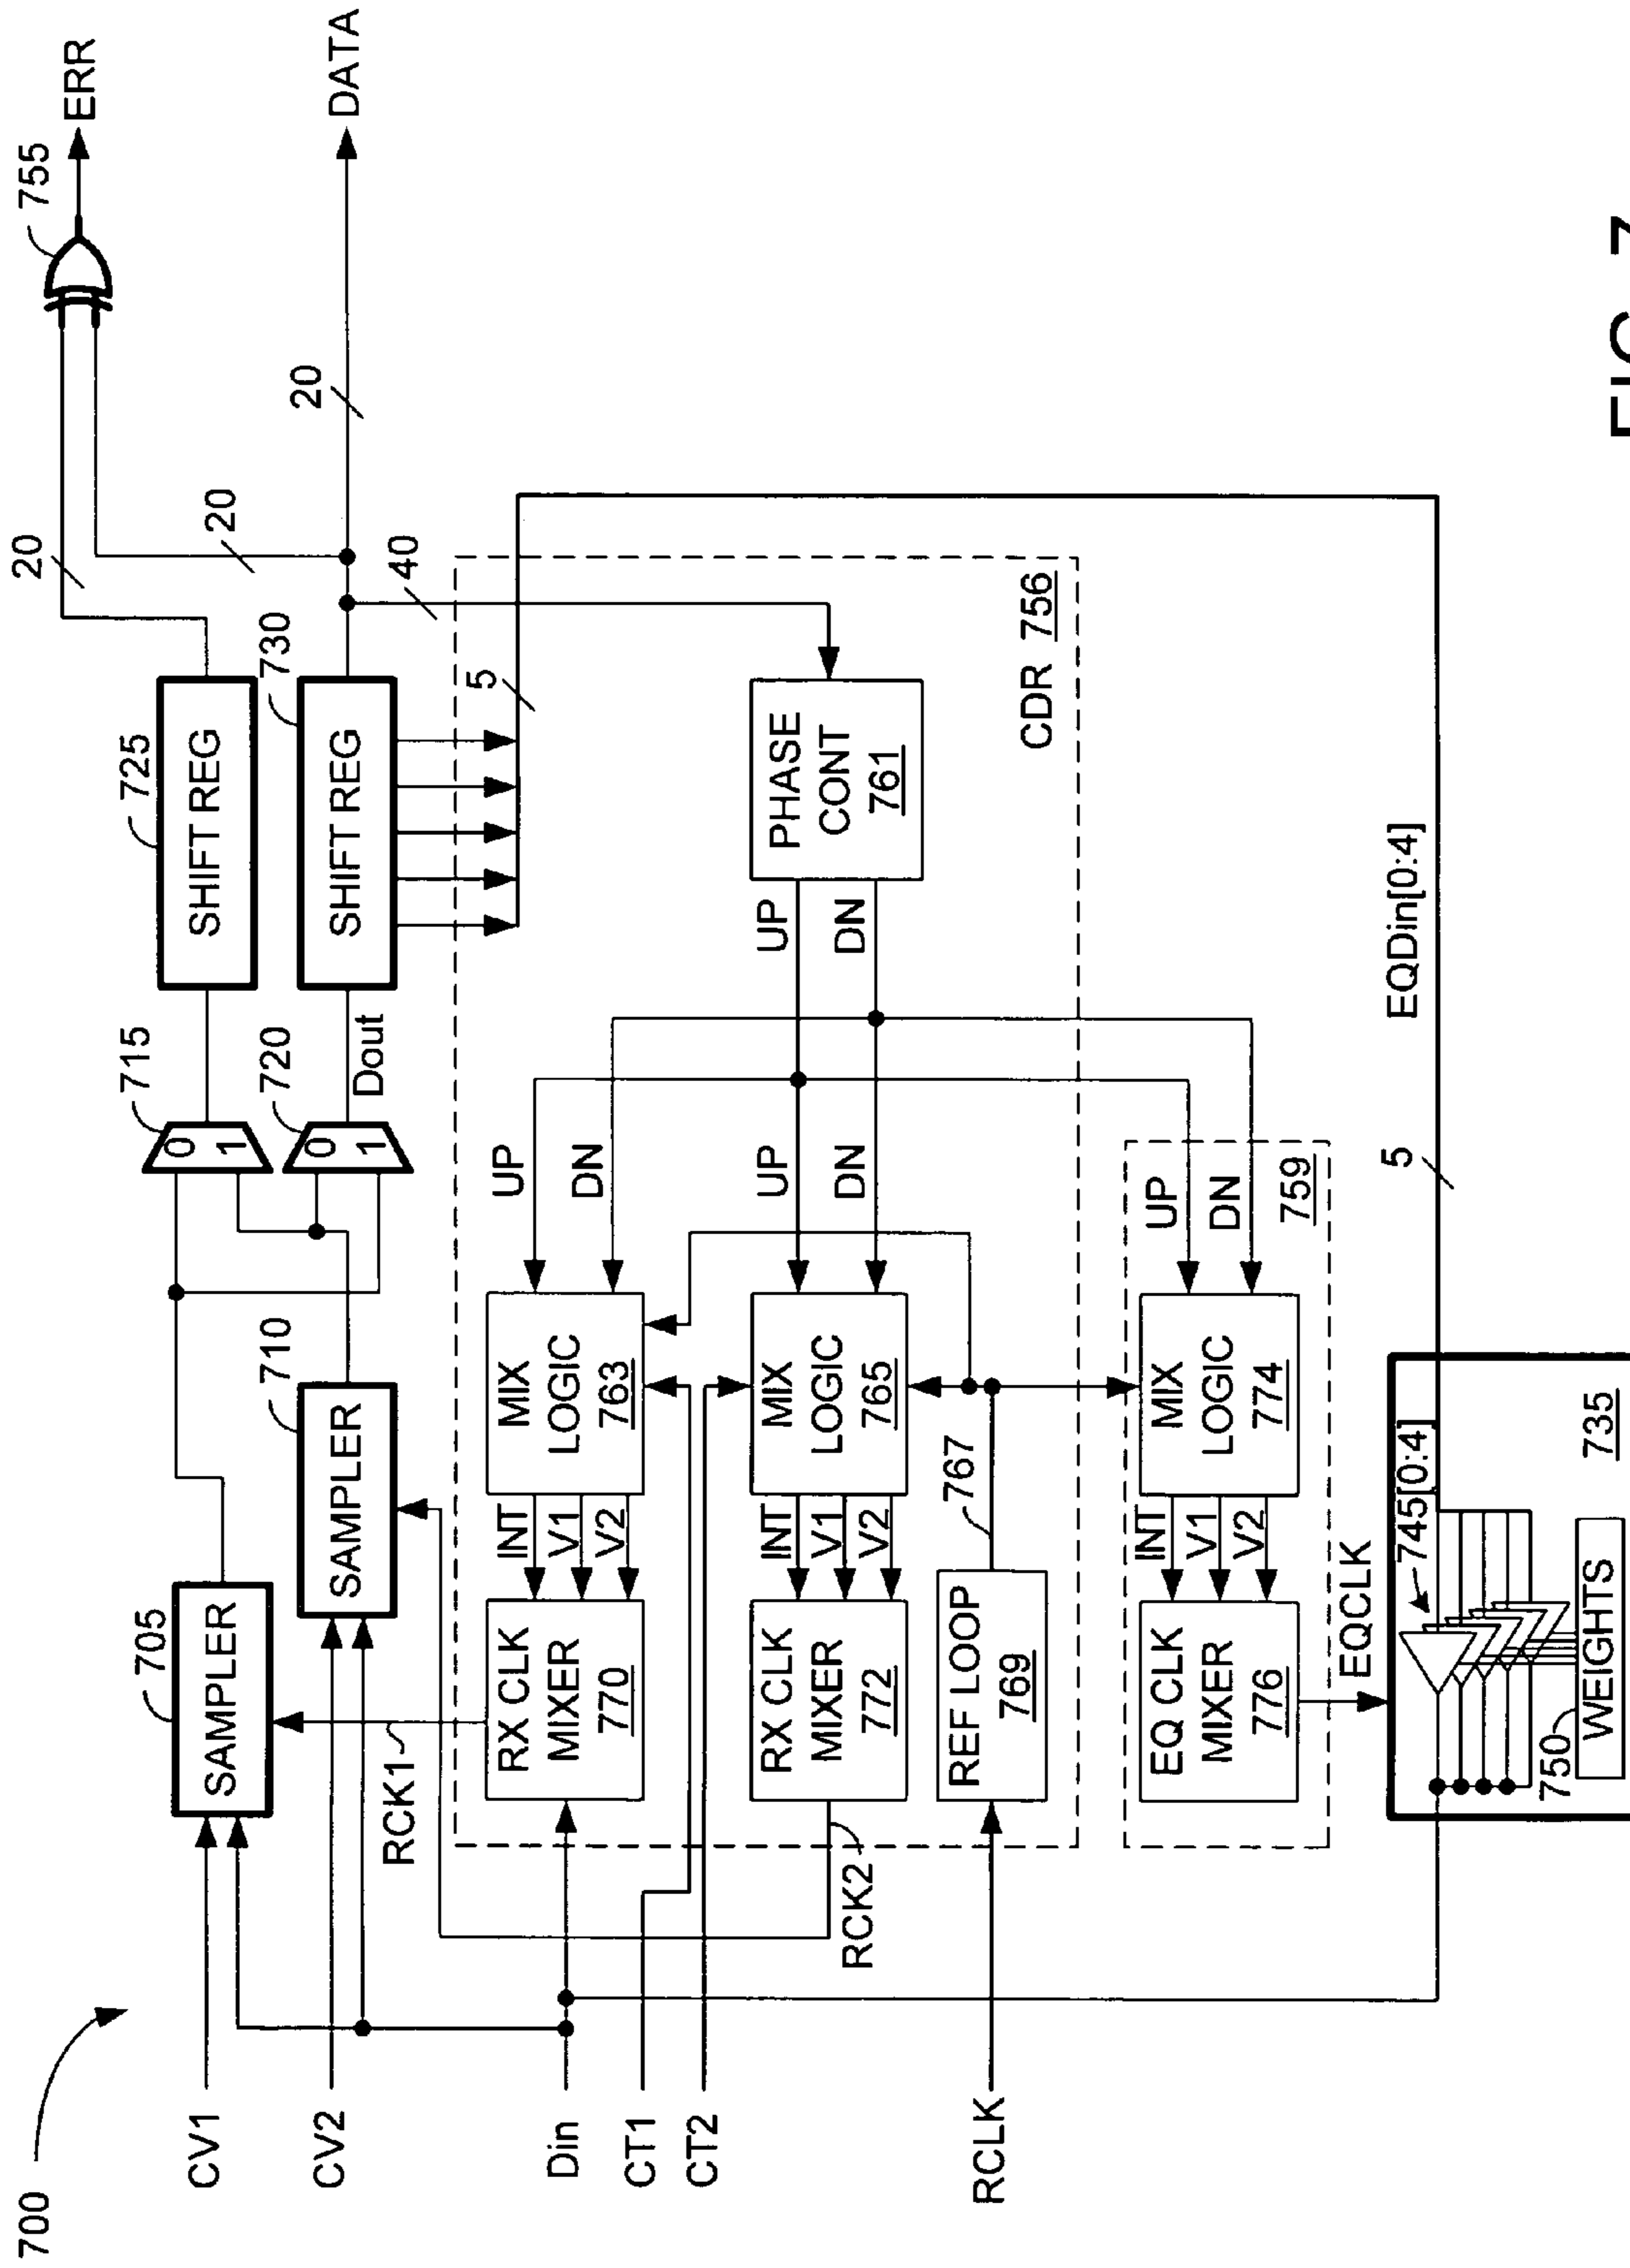 700
CV1
CV2
Din
CT1
CT2
RCLK
705
SAMPLER
710
SAMPLER
RCK1
RCK2
715
0
1
720
0
1
Dout
725
SHIFT REG
730
SHIFT REG
20
20
20
40
5
755
ERR
DATA
RX CLK
MIXER
770
INT
V1
V2
MIX
LOGIC
763
UP
DN
RX CLK
MIXER
772
INT
V1
V2
MIX
LOGIC
765
UP
DN
UP
DN
PHASE
CONT
761
CDR 756
REF LOOP
769
767
EQ CLK
MIXER
776
INT
V1
V2
MIX
LOGIC
774
UP
DN
759
EQCLK
5
EQDin[0:4]
745[0:4]
735
750
WEIGHTS